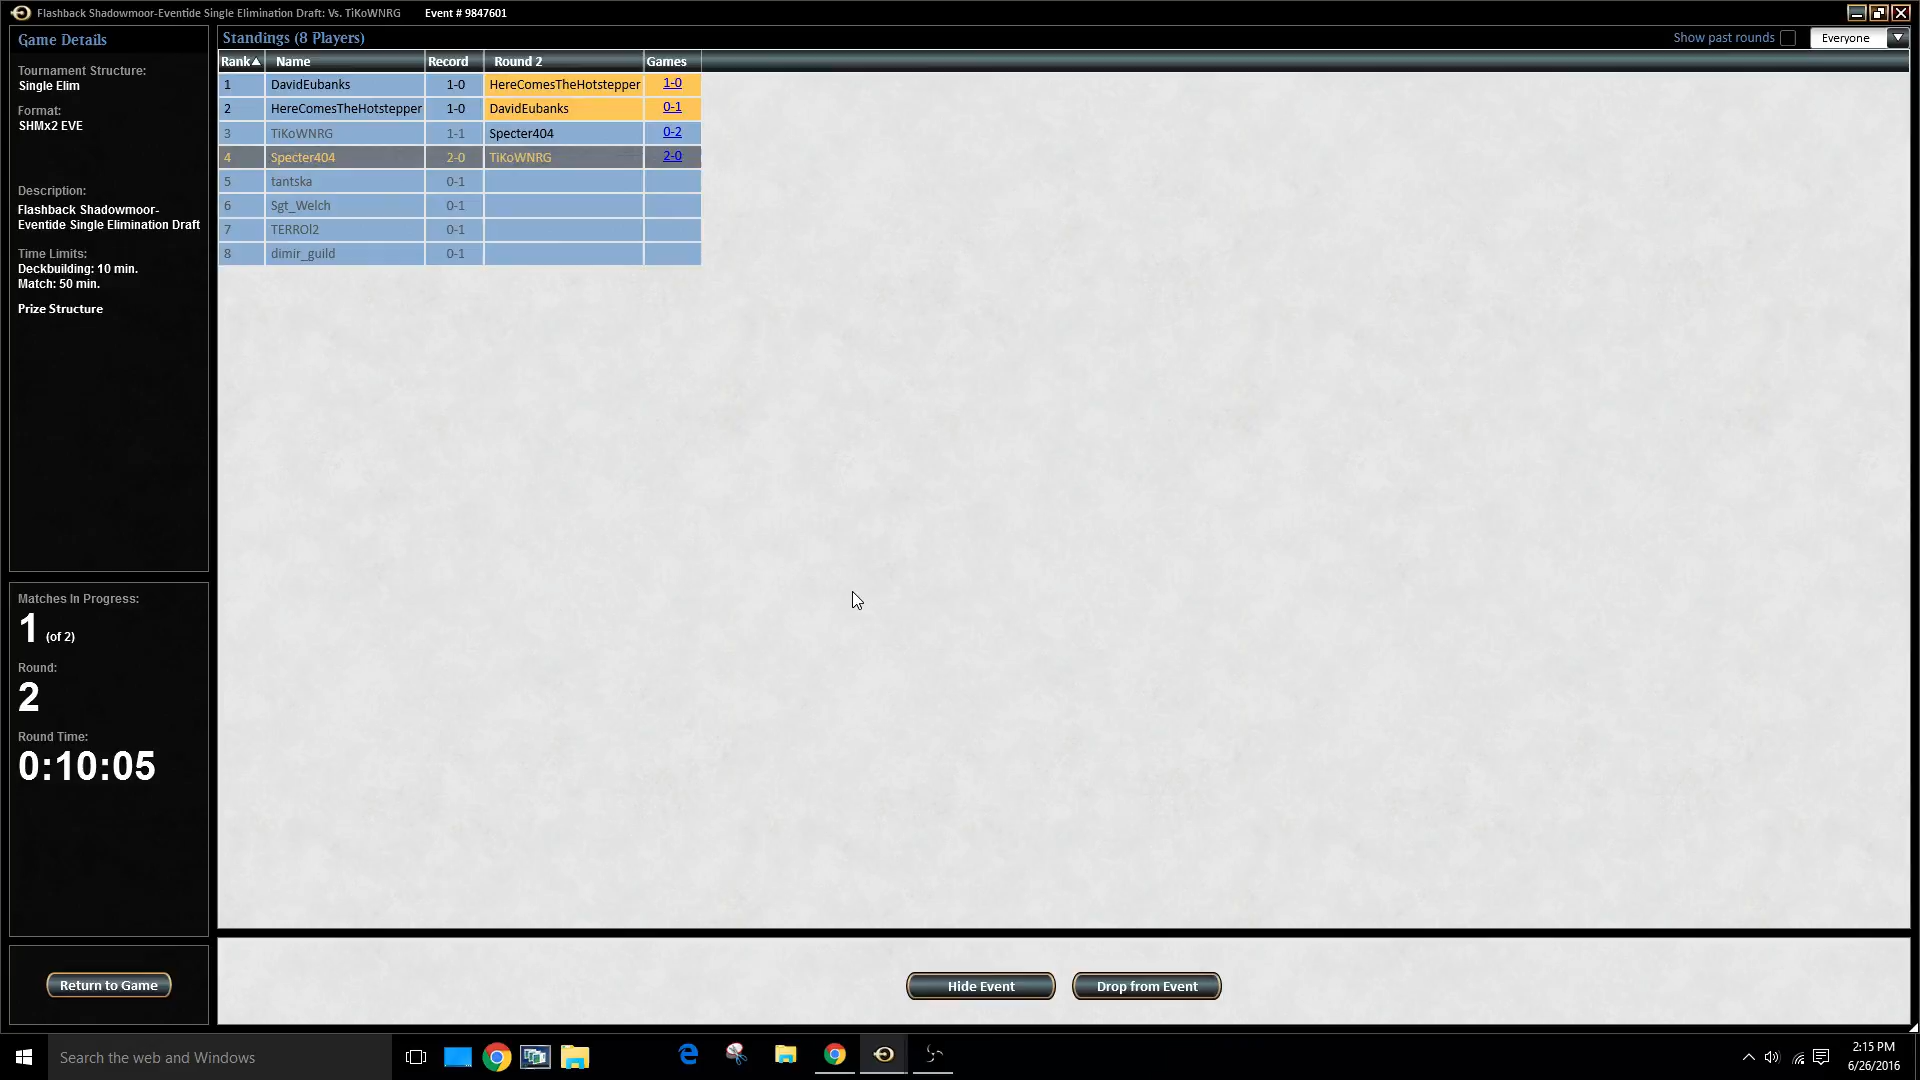 Flashback Shadowmoor-Eventide Single Elimination Draft: Vs. TiKoWNRG Event # 9847601
Game Details
Tournament Structure:
Single Elim
Format:
SHMx2 EVE
Description:
Flashback Shadowmoor-
Eventide Single Elimination Draft
Time Limits:
Deckbuilding: 10 min.
Match: 50 min.
Prize Structure
Matches In Progress:
1 (of 2)
Round:
2
Round Time:
0:10:05
Return to Game
Standings (8 Players)
Show past rounds Everyone
Rank Name Record Round 2 Games
1 DavidEubanks 1-0 HereComesTheHotstepper 1-0
2 HereComesTheHotstepper 1-0 DavidEubanks 0-1
3 TiKoWNRG 1-1 Specter404 0-2
4 Specter404 2-0 TiKoWNRG 2-0
5 tantska 0-1
6 Sgt_Welch 0-1
7 TERROl2 0-1
8 dimir_guild 0-1
Hide Event Drop from Event
Search the web and Windows
2:15 PM
6/26/2016